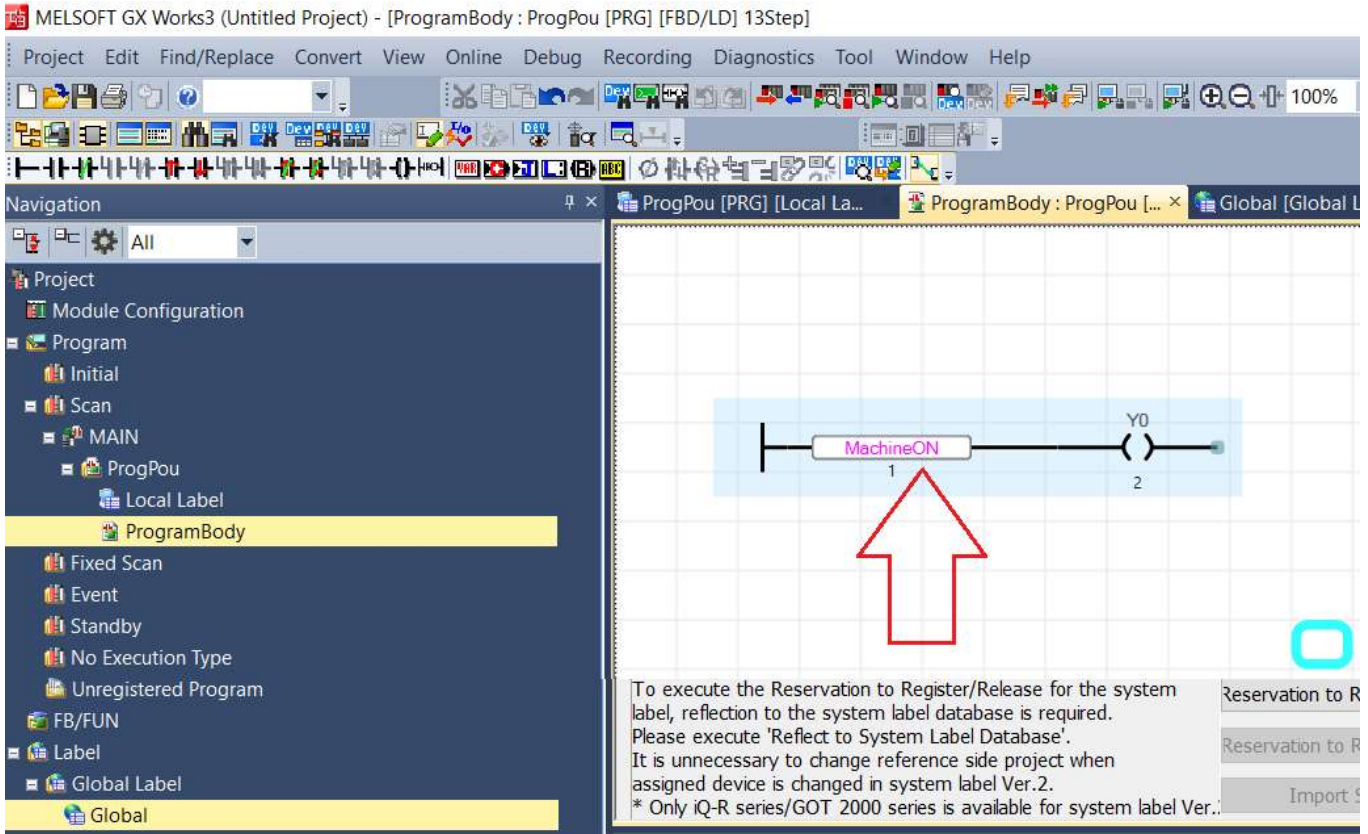 MELSOFT GX Works3 (Untitled Project) - [ProgramBody : ProgPou [PRG] [FBD/LD] 13Step]
Project Edit Find/Replace Convert View Online Debug Recording Diagnostics Tool Window Help
100%
Navigation
ProgPou [PRG] [Local La...
ProgramBody : ProgPou [...
Global [Global L
All
Project
Module Configuration
Program
Initial
Scan
MAIN
ProgPou
Local Label
ProgramBody
Fixed Scan
Event
Standby
No Execution Type
Unregistered Program
FB/FUN
Label
Global Label
Global
Y0
MachineON
1
2
To execute the Reservation to Register/Release for the system
label, reflection to the system label database is required.
Please execute 'Reflect to System Label Database'.
It is unnecessary to change reference side project when
assigned device is changed in system label Ver.2.
* Only iQ-R series/GOT 2000 series is available for system label Ver.
Reservation to R
Reservation to R
Import S